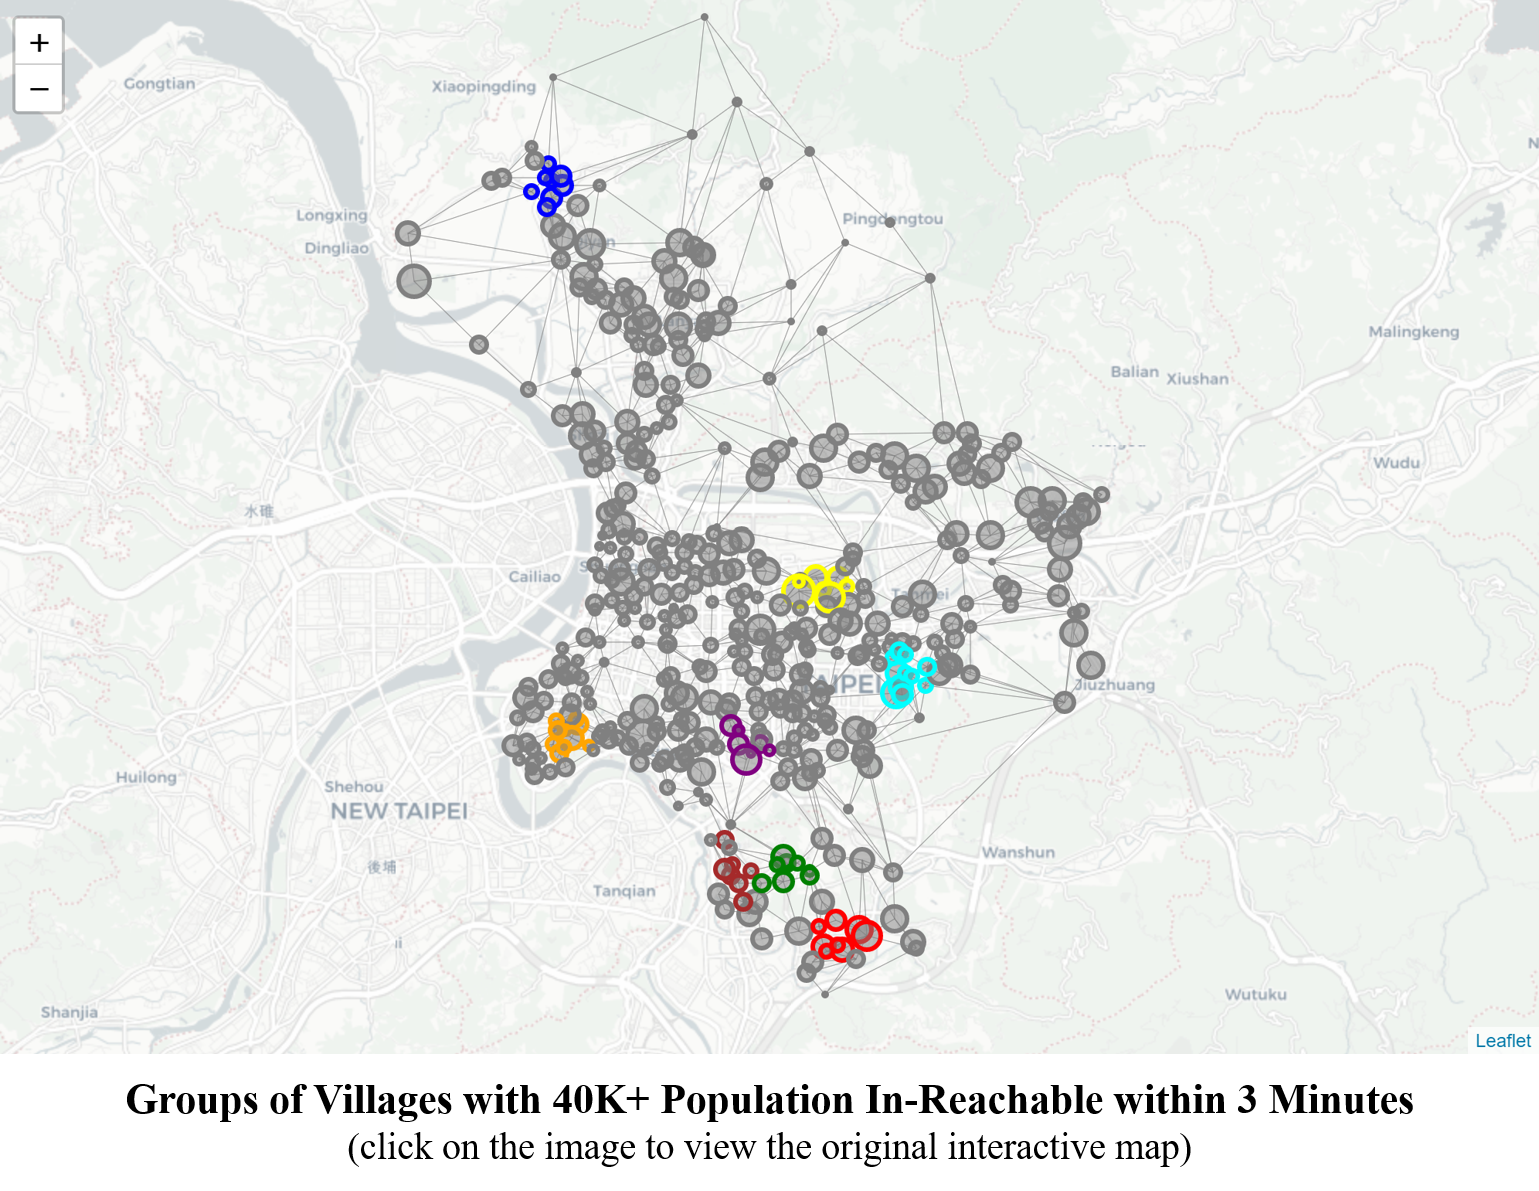 +
−
Gongtian
Xiaopingding
Longxing
Dingliao
Pingdengtou
Malingkeng
Balian
Xiushan
Wudu
水碓
Cailiao
TAIPEI
Jiuzhuang
Huilong
Shehou
NEW TAIPEI
後埔
Tanqian
Wanshun
Wutuku
Shanjia
Leaflet
Groups of Villages with 40K+ Population In-Reachable within 3 Minutes
(click on the image to view the original interactive map)